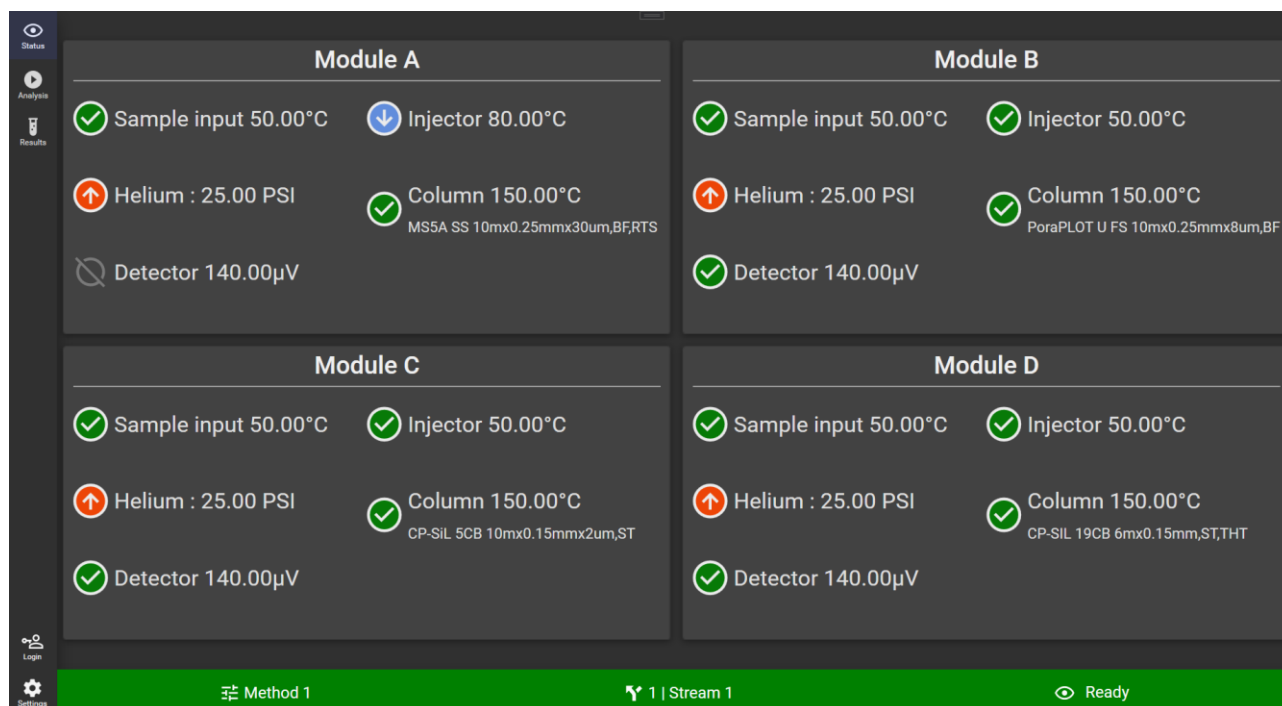 Status
Analysis
Results
Login
Settings
Module A
Sample input 50.00°C
Injector 80.00°C
Helium : 25.00 PSI
Column 150.00°C
MS5A SS 10mx0.25mmx30um,BF,RTS
Detector 140.00µV
Module B
Sample input 50.00°C
Injector 50.00°C
Helium : 25.00 PSI
Column 150.00°C
PoraPLOT U FS 10mx0.25mmx8um,BF
Detector 140.00µV
Module C
Sample input 50.00°C
Injector 50.00°C
Helium : 25.00 PSI
Column 150.00°C
CP-SiL 5CB 10mx0.15mmx2um,ST
Detector 140.00µV
Module D
Sample input 50.00°C
Injector 50.00°C
Helium : 25.00 PSI
Column 150.00°C
CP-SIL 19CB 6mx0.15mm,ST,THT
Detector 140.00µV
Method 1
1 | Stream 1
Ready